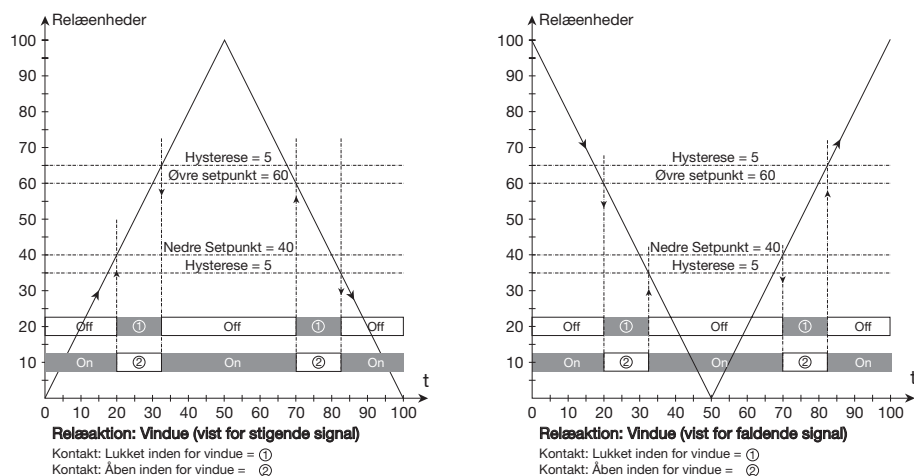 Relæenheder
100
90
80
70
Hysterese = 5
Øvre setpunkt = 60
60
50
Nedre Setpunkt = 40
40
Hysterese = 5
30
20
Off ① Off ① Off
10
On ② On ② On
t
0 10 20 30 40 50 60 70 80 90 100
Relæaktion: Vindue (vist for stigende signal)
Kontakt: Lukket inden for vindue = ①
Kontakt: Åben inden for vindue = ②
Relæenheder
100
90
80
70
Hysterese = 5
Øvre setpunkt = 60
60
50
Nedre Setpunkt = 40
40
Hysterese = 5
30
20
Off ① Off ① Off
10
On ② On ② On
t
0 10 20 30 40 50 60 70 80 90 100
Relæaktion: Vindue (vist for faldende signal)
Kontakt: Lukket inden for vindue = ①
Kontakt: Åben inden for vindue = ②